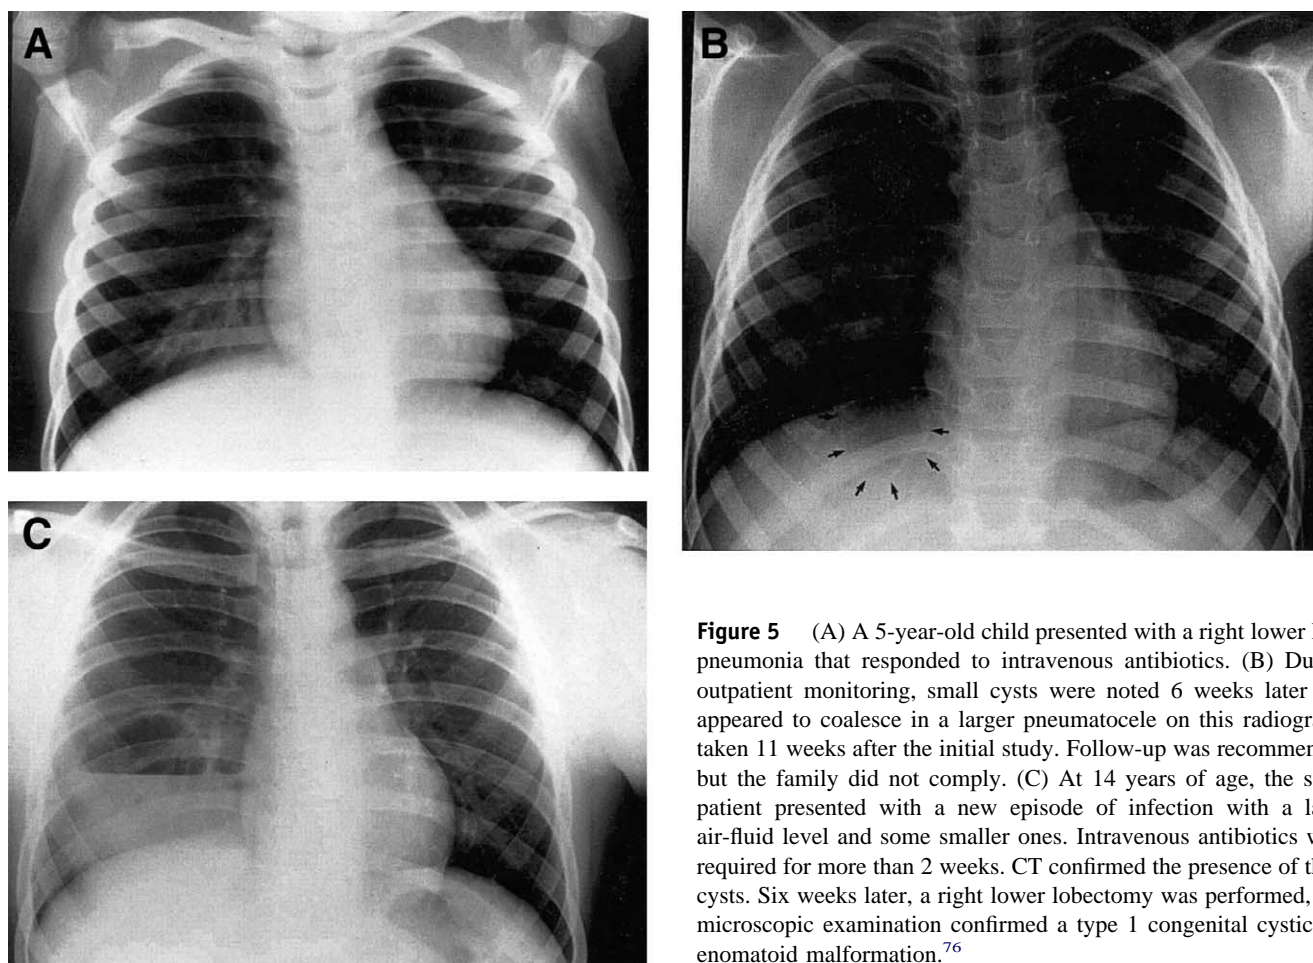 A
B
C
Figure 5 (A) A 5-year-old child presented with a right lower
pneumonia that responded to intravenous antibiotics. (B)
outpatient monitoring, small cysts were noted 6 weeks later
appeared to coalesce in a larger pneumatocele on this
taken 11 weeks after the initial study. Follow-up was
but the family did not comply. (C) At 14 years of age, the
patient presented with a new episode of infection with a
air-fluid level and some smaller ones. Intravenous antibiotics
required for more than 2 weeks. CT confirmed the presence of
cysts. Six weeks later, a right lower lobectomy was performed,
microscopic examination confirmed a type 1 congenital cystic
enomatoid malformation.76